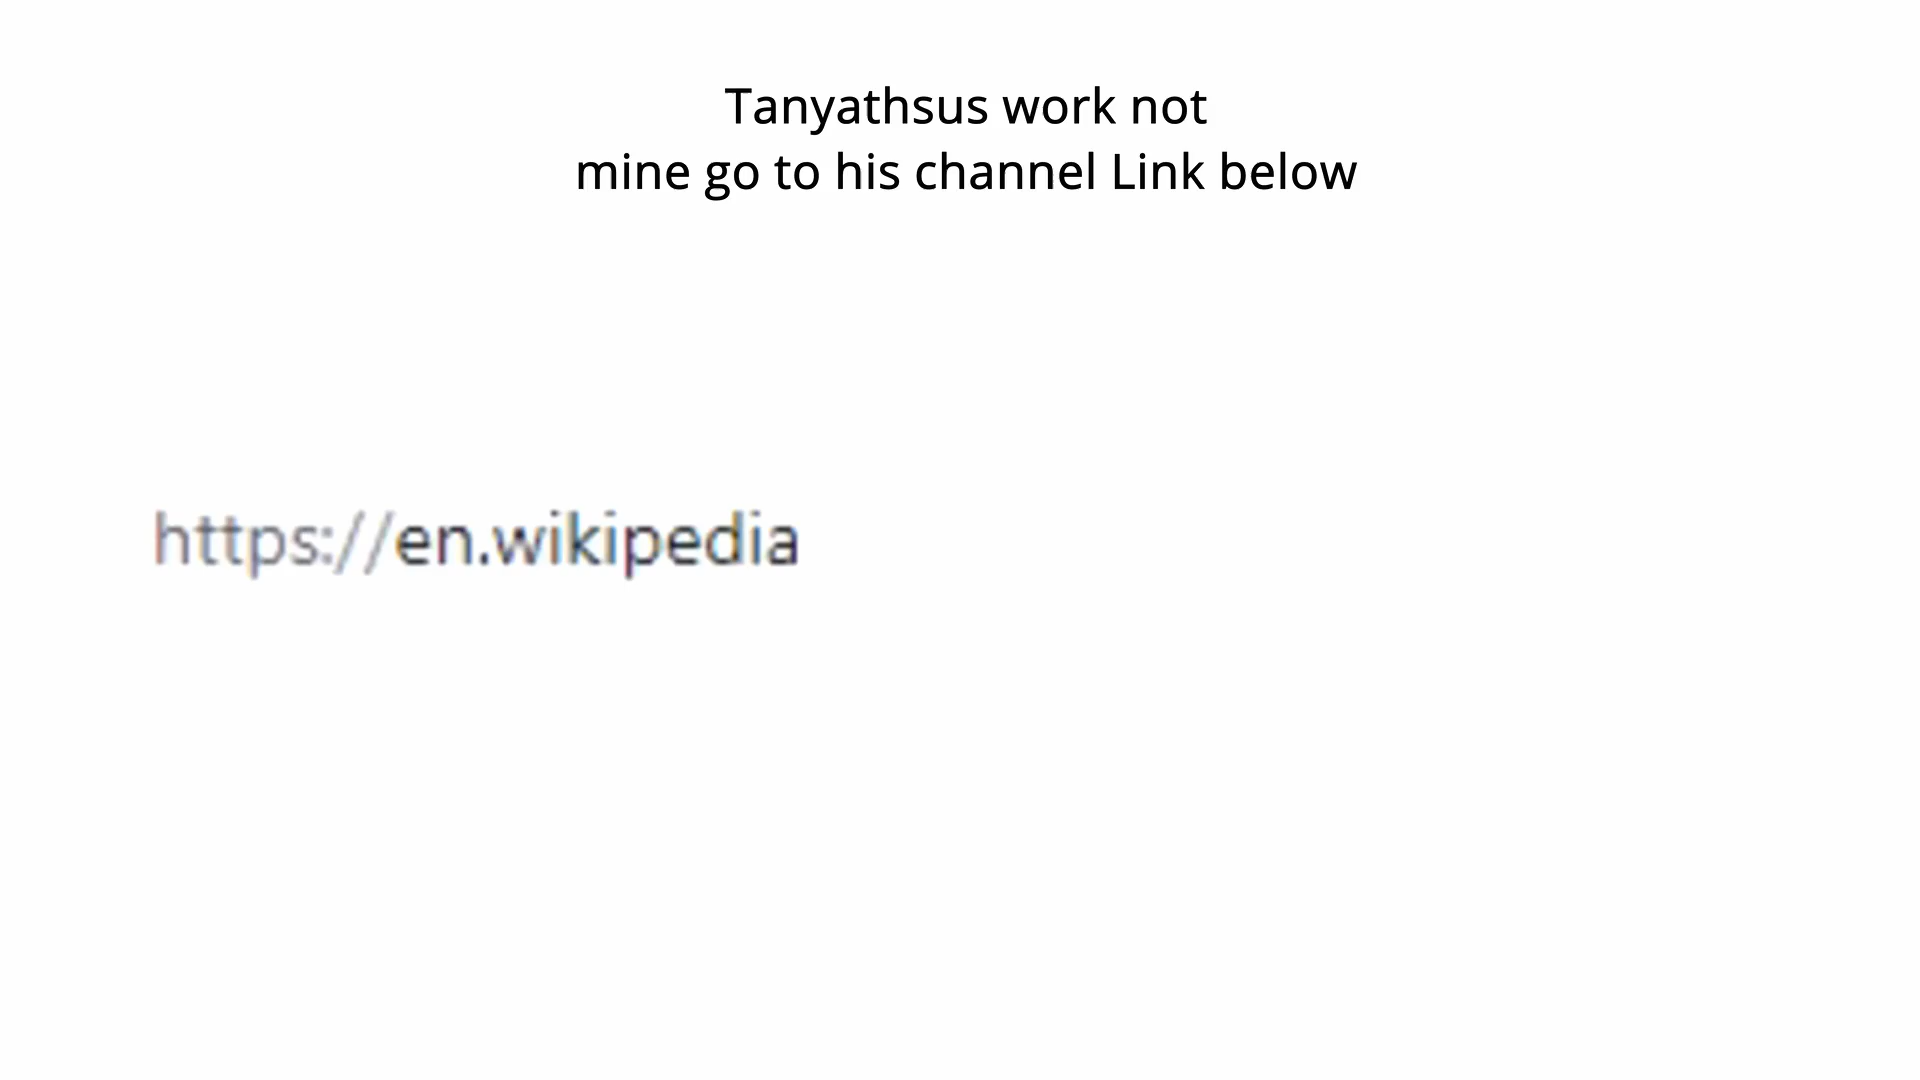 Tanyathsus work not
mine go to his channel Link below
https://en.wikipedia